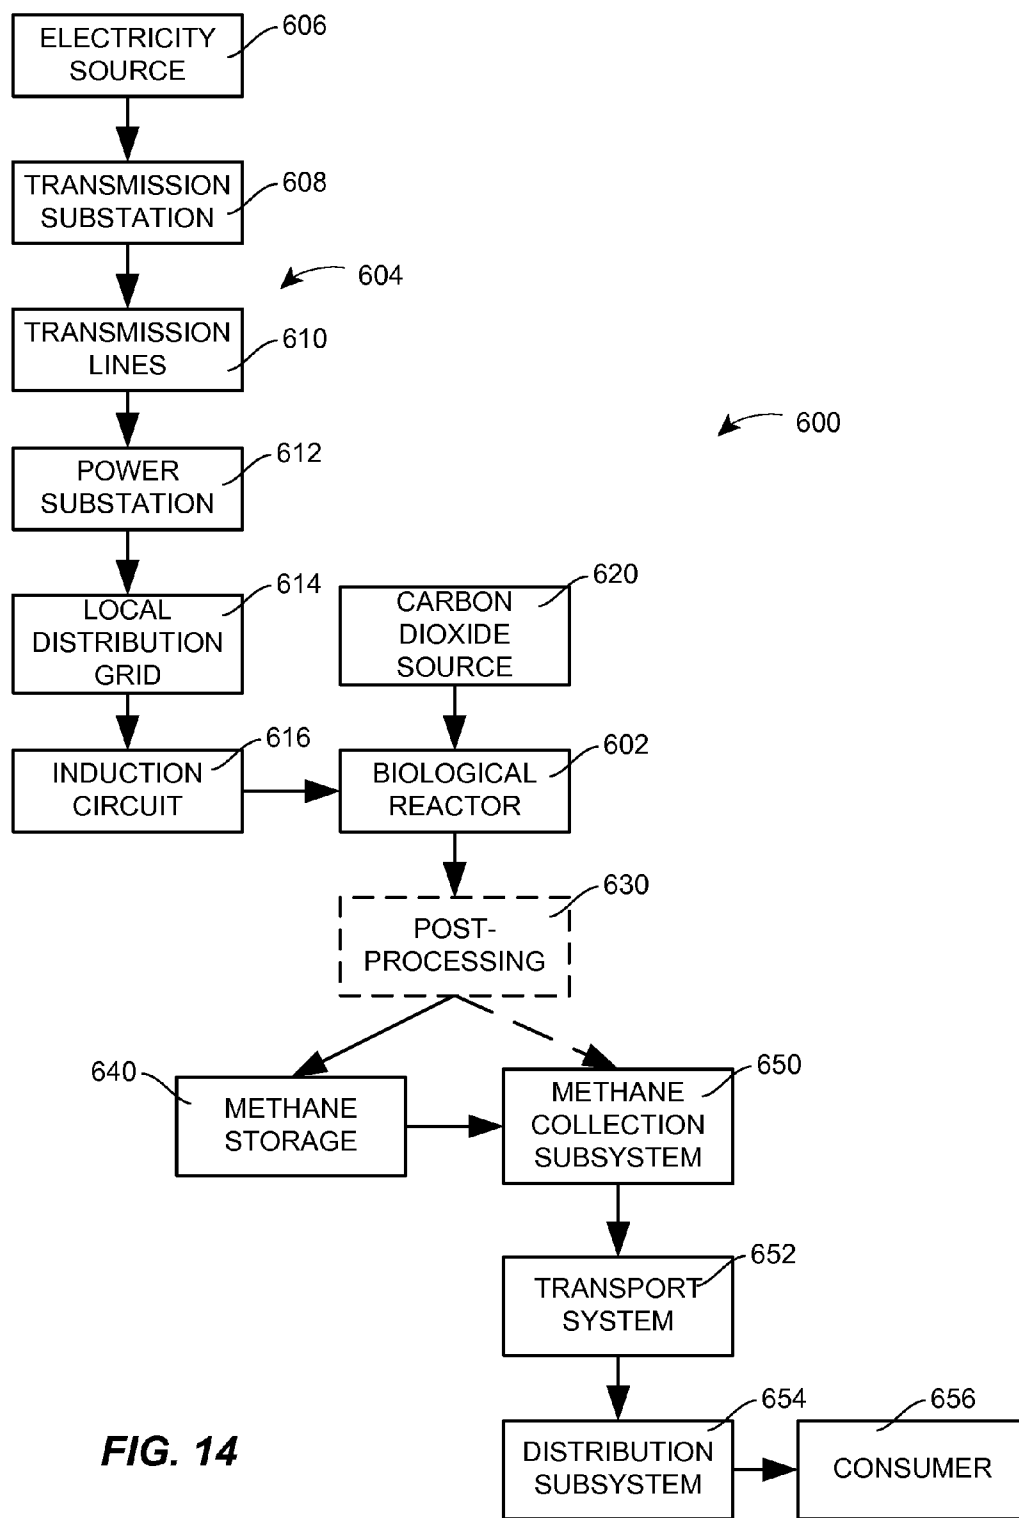 ELECTRICITY
SOURCE
606
TRANSMISSION
SUBSTATION
608
604
TRANSMISSION
LINES
610
600
POWER
SUBSTATION
612
LOCAL
DISTRIBUTION
GRID
614
CARBON
DIOXIDE
SOURCE
620
INDUCTION
CIRCUIT
616
BIOLOGICAL
REACTOR
602
POST-
PROCESSING
630
640
METHANE
STORAGE
METHANE
COLLECTION
SUBSYSTEM
650
TRANSPORT
SYSTEM
652
DISTRIBUTION
SUBSYSTEM
654
CONSUMER
656
FIG. 14